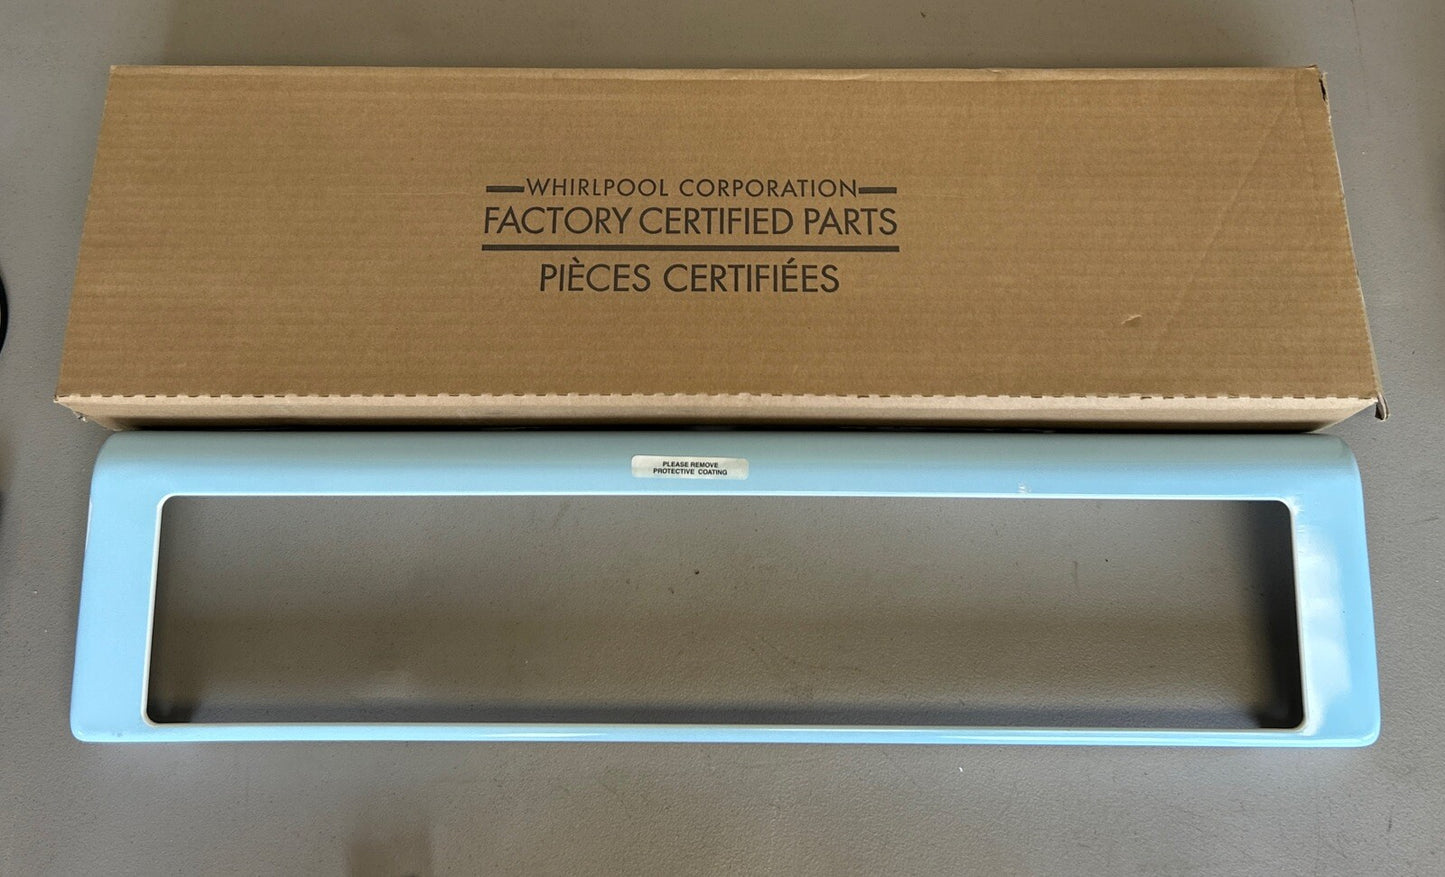 WHIRLPOOL CORPORATION
FACTORY CERTIFIED PARTS
PIÈCES CERTIFIÉES
PLEASE REMOVE
PROTECTIVE COATING